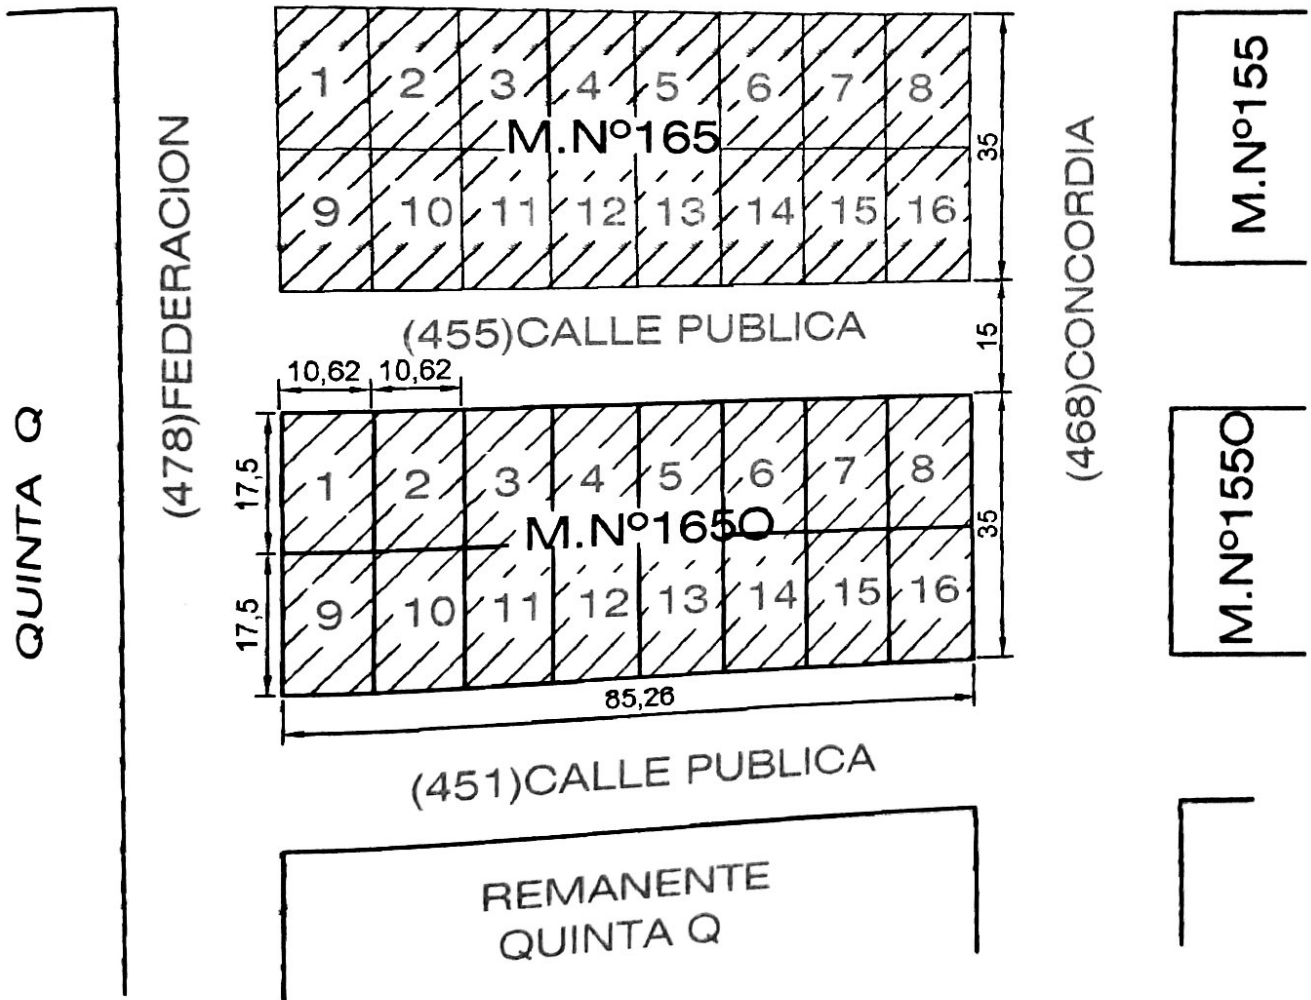 1 2 3 4 5 6 7 8
M.Nº165
9 10 11 12 13 14 15 16
35
(455)CALLE PUBLICA
15
10,62 10,62
17,5
1 2 3 4 5 6 7 8
M.Nº165O
35
17,5
9 10 11 12 13 14 15 16
85,26
(451)CALLE PUBLICA
REMANENTE
QUINTA Q
QUINTA Q
(478)FEDERACION
(468)CONCORDIA
M.Nº155
M.Nº155O